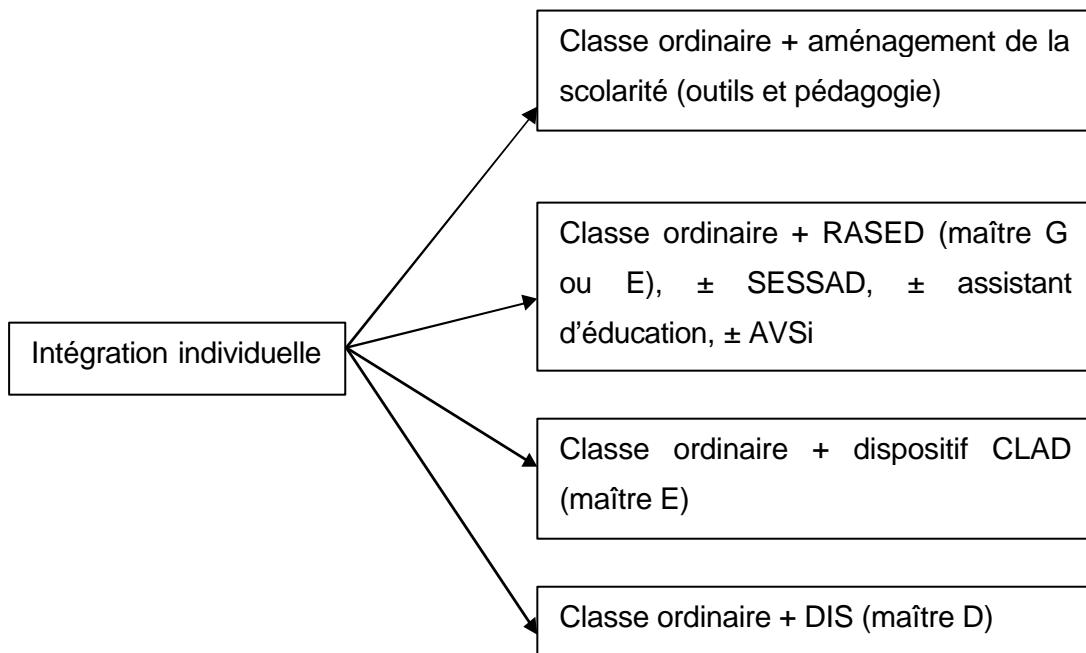 Classe ordinaire + aménagement de la
scolarité (outils et pédagogie)
Classe ordinaire + RASED (maître G
ou E), ± SESSAD, ± assistant
d’éducation, ± AVSi
Intégration individuelle
Classe ordinaire + dispositif CLAD
(maître E)
Classe ordinaire + DIS (maître D)